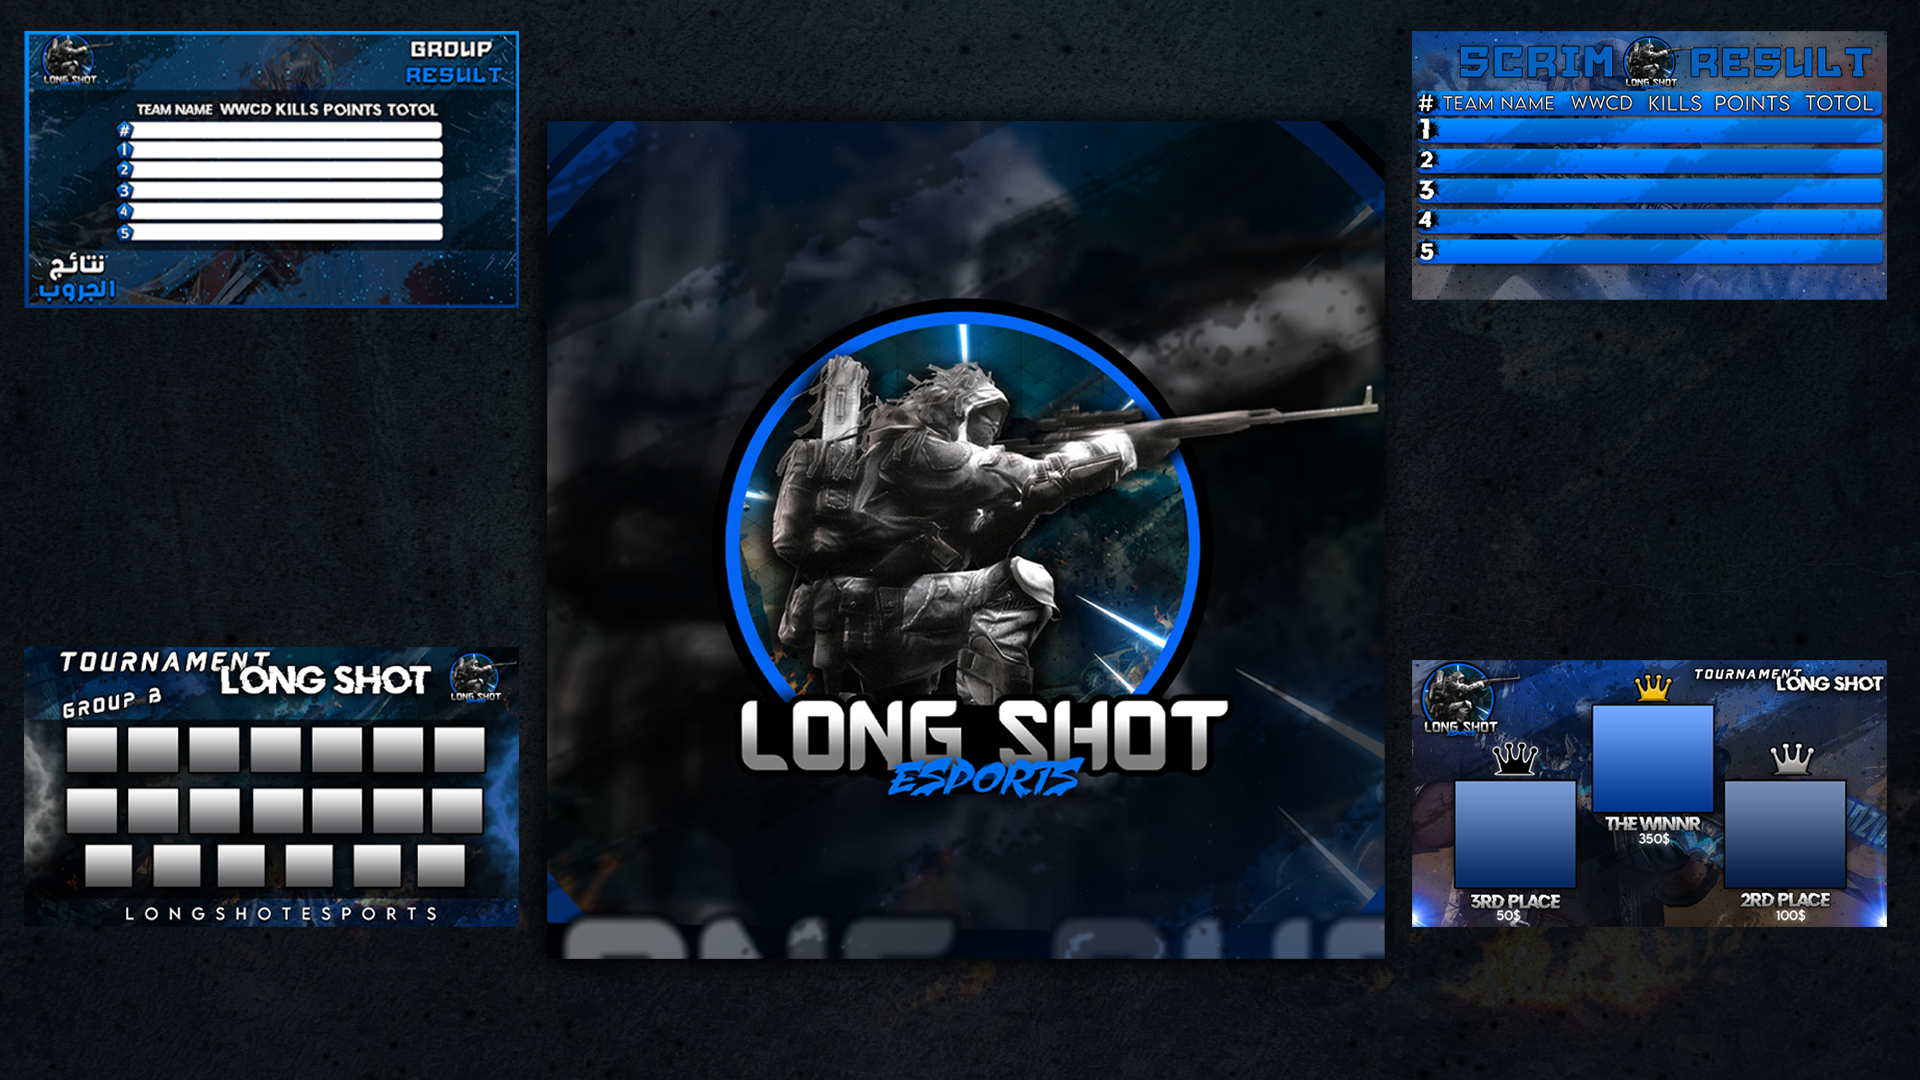 LONG SHOT
GROUP
RESULT
TEAM NAME WWCD KILLS POINTS TOTOL
#
1
2
3
4
5
نتائج
الجروب
SCRIM RESULT
LONG SHOT
# TEAM NAME WWCD KILLS POINTS TOTOL
1
2
3
4
5
LONG SHOT
ESPORTS
TOURNAMENT
LONG SHOT
GROUP B
LONG SHOT
LONGSHOTESPORTS
LONG SHOT
ESPORTS
TOURNAMENT
LONG SHOT
THE WINNR
350$
3RD PLACE
50$
2RD PLACE
100$